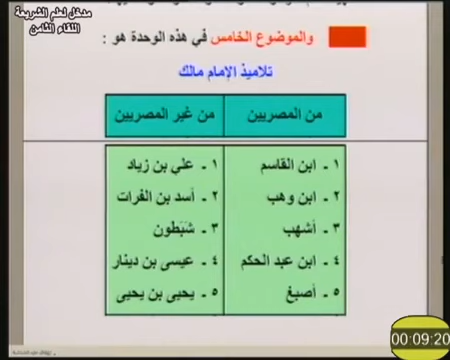 مدخل لعلم الشريعة
اللقاء الثامن
والموضوع الخامس في هذه الوحدة هو :
تلاميذ الإمام مالك
من المصريين من غير المصريين
١ ـ ابن القاسم ١ ـ علي بن زياد
٢ ـ ابن وهب ٢ ـ أسد بن الفرات
٣ ـ أشهب ٣ ـ شَبَطون
٤ ـ ابن عبد الحكم ٤ ـ عيسى بن دينار
٥ ـ أصبغ ٥ ـ يحيى بن يحيى
00:09:20